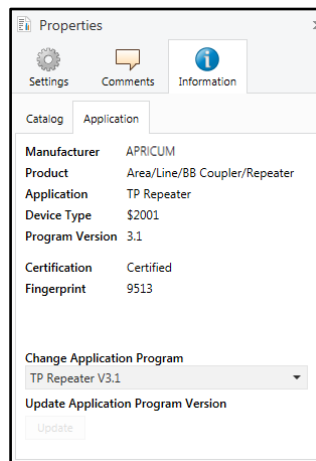 Properties
Settings Comments Information
Catalog Application
Manufacturer APRICUM
Product Area/Line/BB Coupler/Repeater
Application TP Repeater
Device Type $2001
Program Version 3.1
Certification Certified
Fingerprint 9513
Change Application Program
TP Repeater V3.1
Update Application Program Version
Update